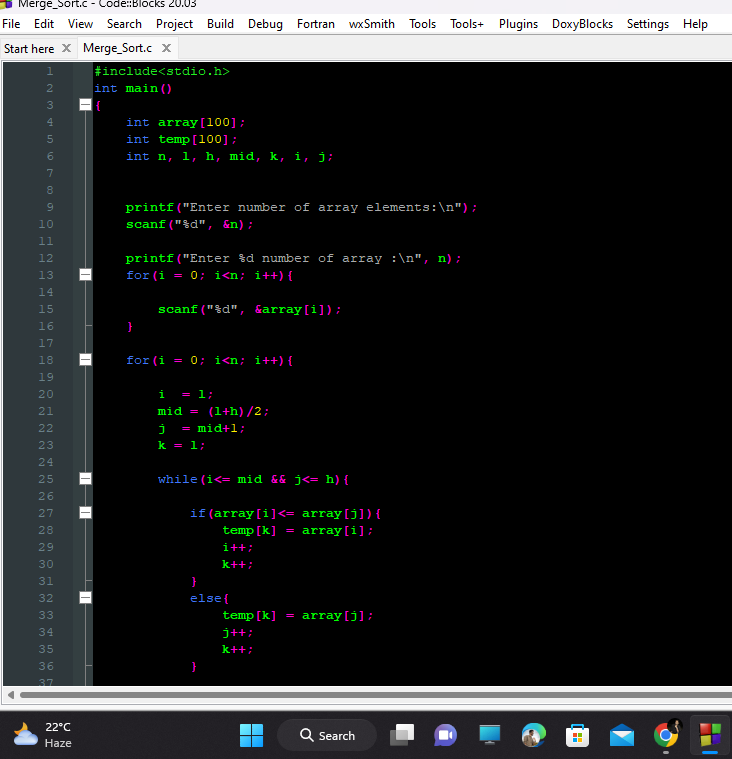 Merge_Sort.c - Code::Blocks 20.03
File Edit View Search Project Build Debug Fortran wxSmith Tools Tools+ Plugins DoxyBlocks Settings Help
Start here X Merge_Sort.c X
1 #include<stdio.h>
2 int main()
3 {
4 int array[100];
5 int temp[100];
6 int n, l, h, mid, k, i, j;
7
8
9 printf("Enter number of array elements:\n");
10 scanf("%d", &n);
11
12 printf("Enter %d number of array :\n", n);
13 for(i = 0; i<n; i++){
14
15 scanf("%d", &array[i]);
16 }
17
18 for(i = 0; i<n; i++){
19
20 i = l;
21 mid = (l+h)/2;
22 j = mid+1;
23 k = l;
24
25 while(i<= mid && j<= h){
26
27 if(array[i]<= array[j]){
28 temp[k] = array[i];
29 i++;
30 k++;
31 }
32 else{
33 temp[k] = array[j];
34 j++;
35 k++;
36 }
37
22°C
Haze
Search